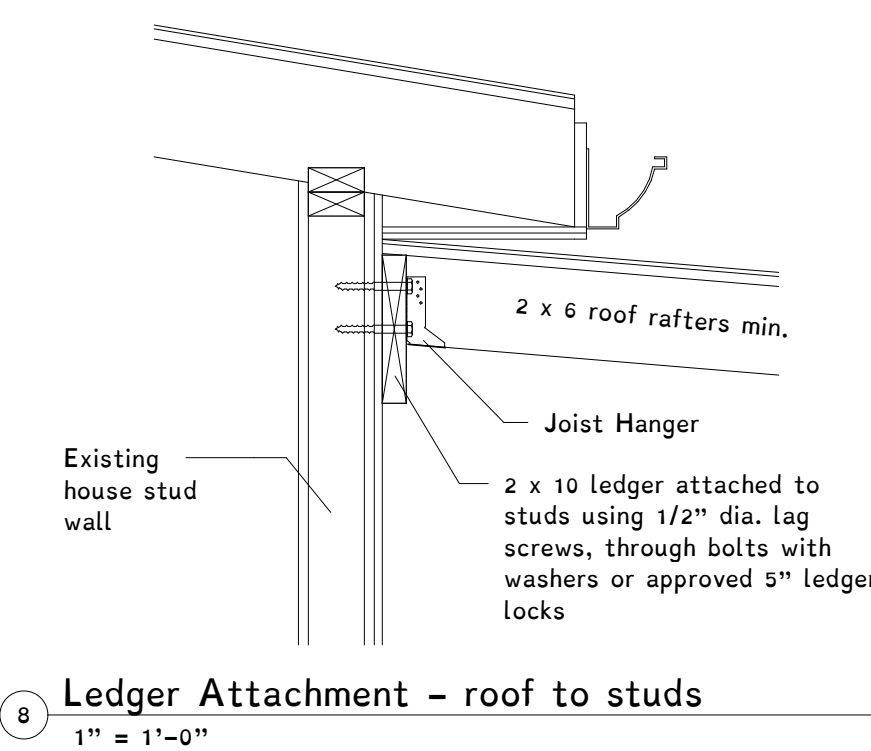 2 x 6 roof rafters min.
Joist Hanger
Existing
house stud
wall
2 x 10 ledger attached to
studs using 1/2” dia. lag
screws, through bolts with
washers or approved 5” ledger
locks
8
Ledger Attachment – roof to studs
1” = 1’–0”